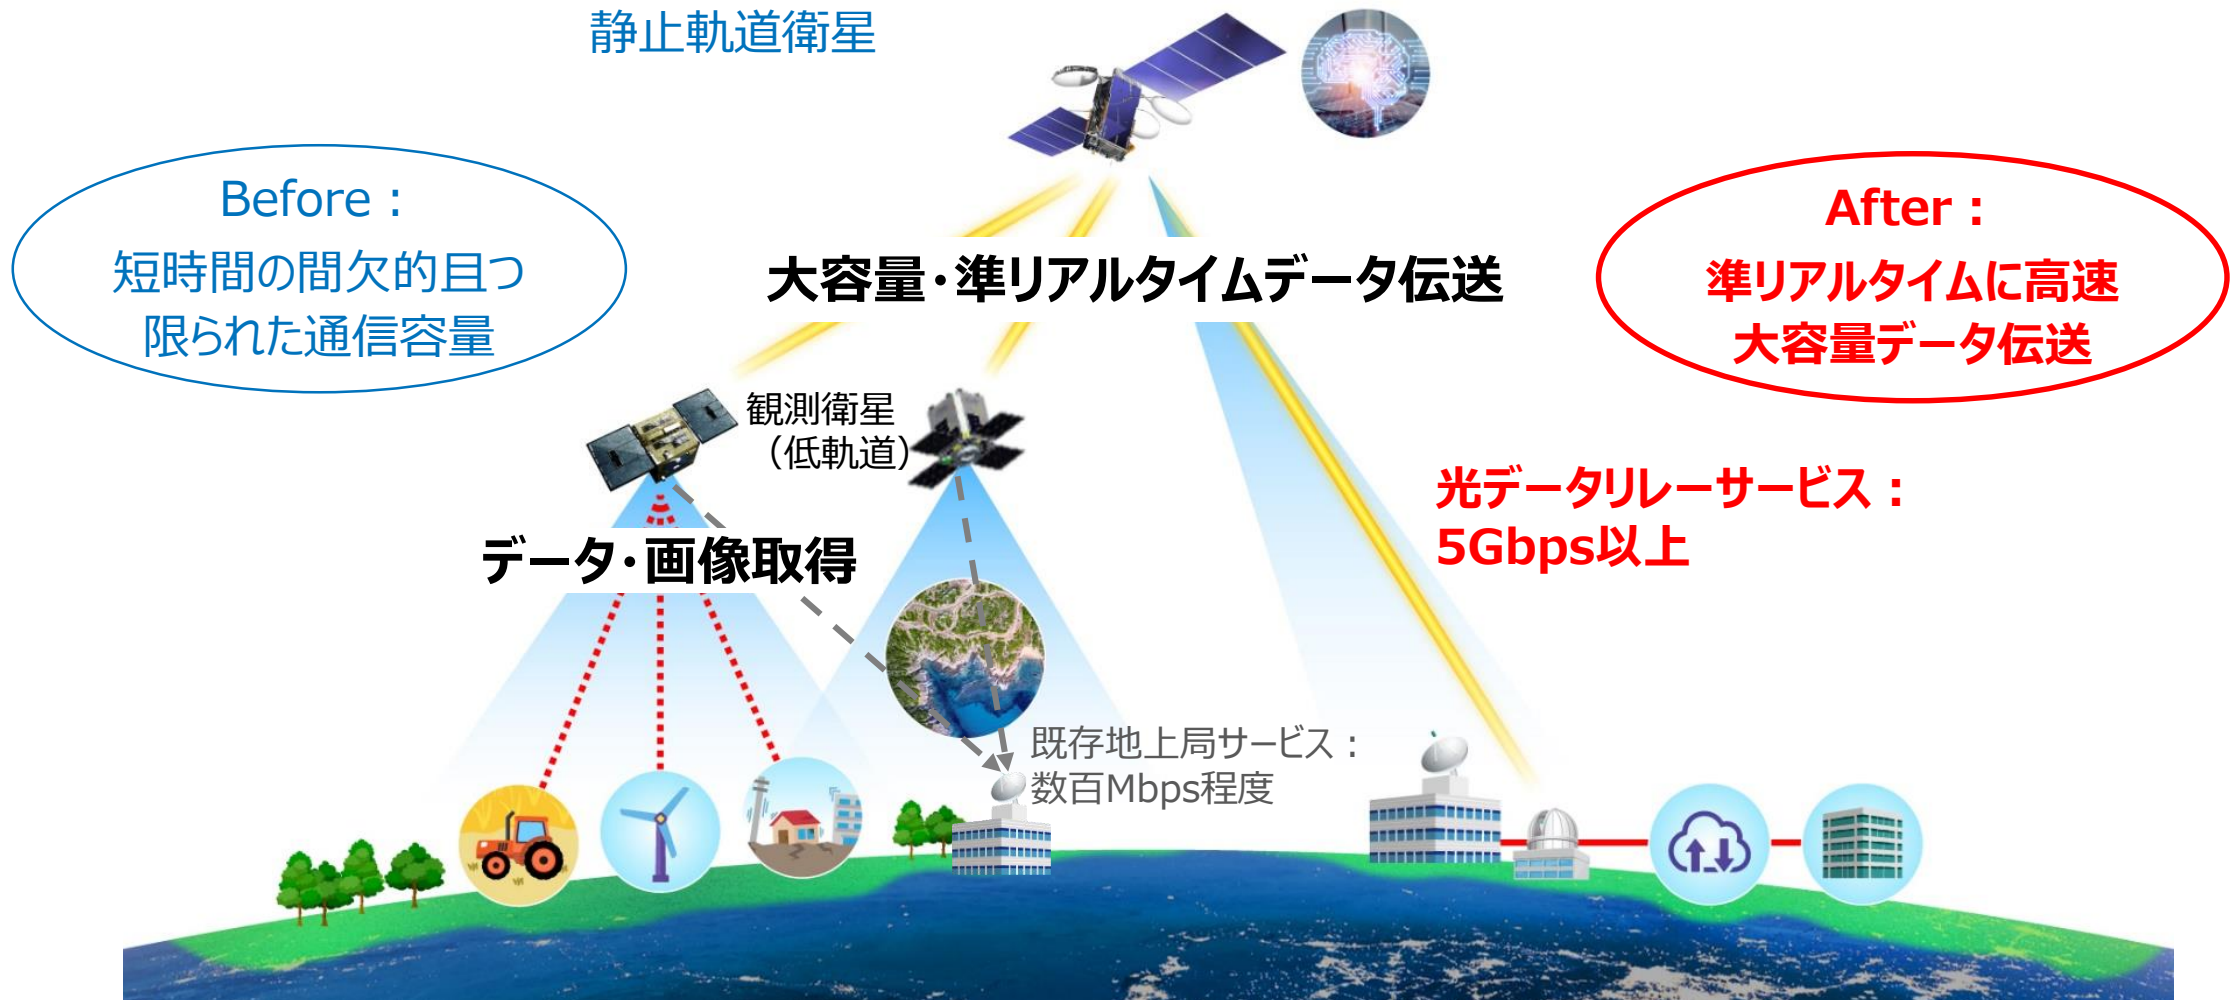 静止軌道衛星
Before：
短時間の間欠的且つ
限られた通信容量
大容量・準リアルタイムデータ伝送
After：
準リアルタイムに高速
大容量データ伝送
観測衛星
（低軌道）
光データリレーサービス：
5Gbps以上
データ・画像取得
既存地上局サービス：
数百Mbps程度